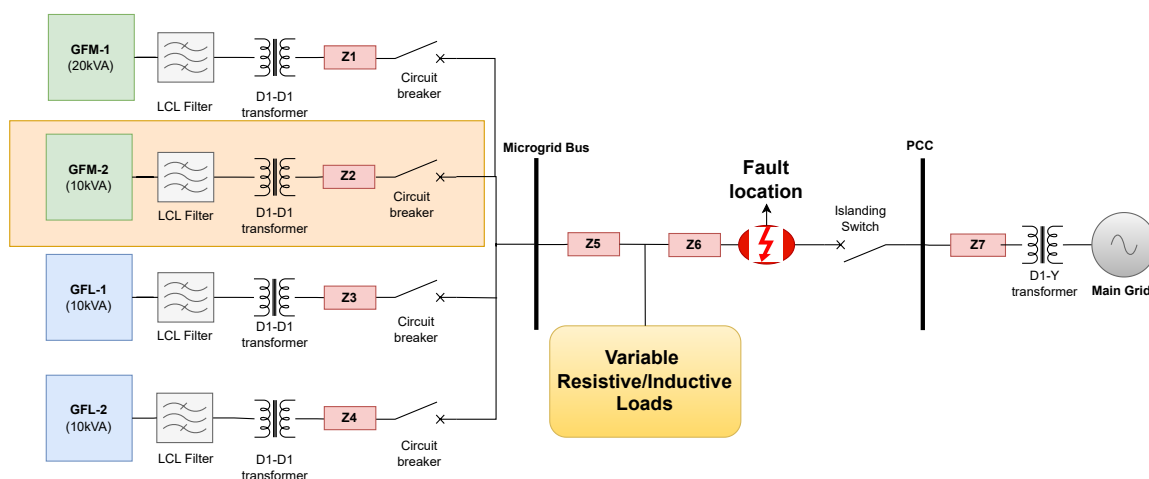 GFM-1
(20kVA)
LCL Filter
D1-D1
transformer
Z1
Circuit
breaker
GFM-2
(10kVA)
LCL Filter
D1-D1
transformer
Z2
Circuit
breaker
GFL-1
(10kVA)
LCL Filter
D1-D1
transformer
Z3
Circuit
breaker
GFL-2
(10kVA)
LCL Filter
D1-D1
transformer
Z4
Circuit
breaker
Microgrid Bus
Z5
Z6
Fault
location
Variable
Resistive/Inductive
Loads
Islanding
Switch
PCC
Z7
D1-Y
transformer
Main Grid